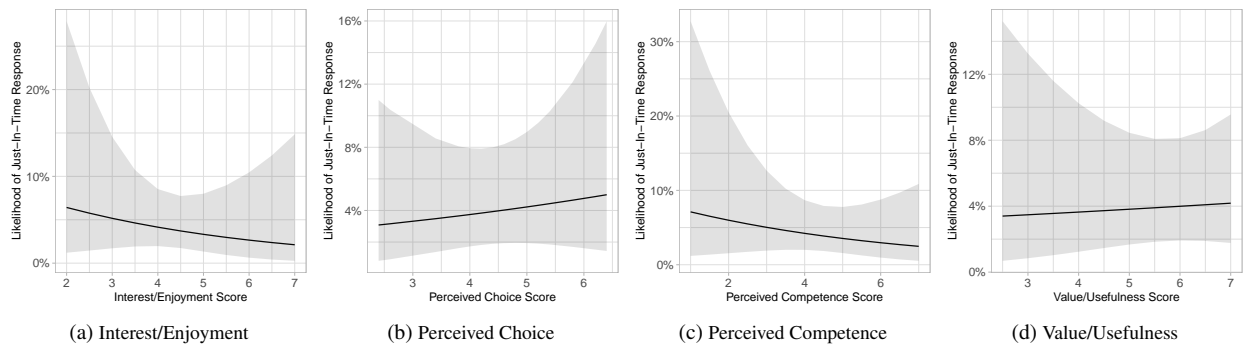 Likelihood of Just−In−Time Response
20%
10%
0%
2 3 4 5 6 7
Interest/Enjoyment Score
(a) Interest/Enjoyment
Likelihood of Just−In−Time Response
16%
12%
8%
4%
3 4 5 6
Perceived Choice Score
(b) Perceived Choice
Likelihood of Just−In−Time Response
30%
20%
10%
0%
2 4 6
Perceived Competence Score
(c) Perceived Competence
Likelihood of Just−In−Time Response
12%
8%
4%
0%
3 4 5 6 7
Value/Usefulness Score
(d) Value/Usefulness